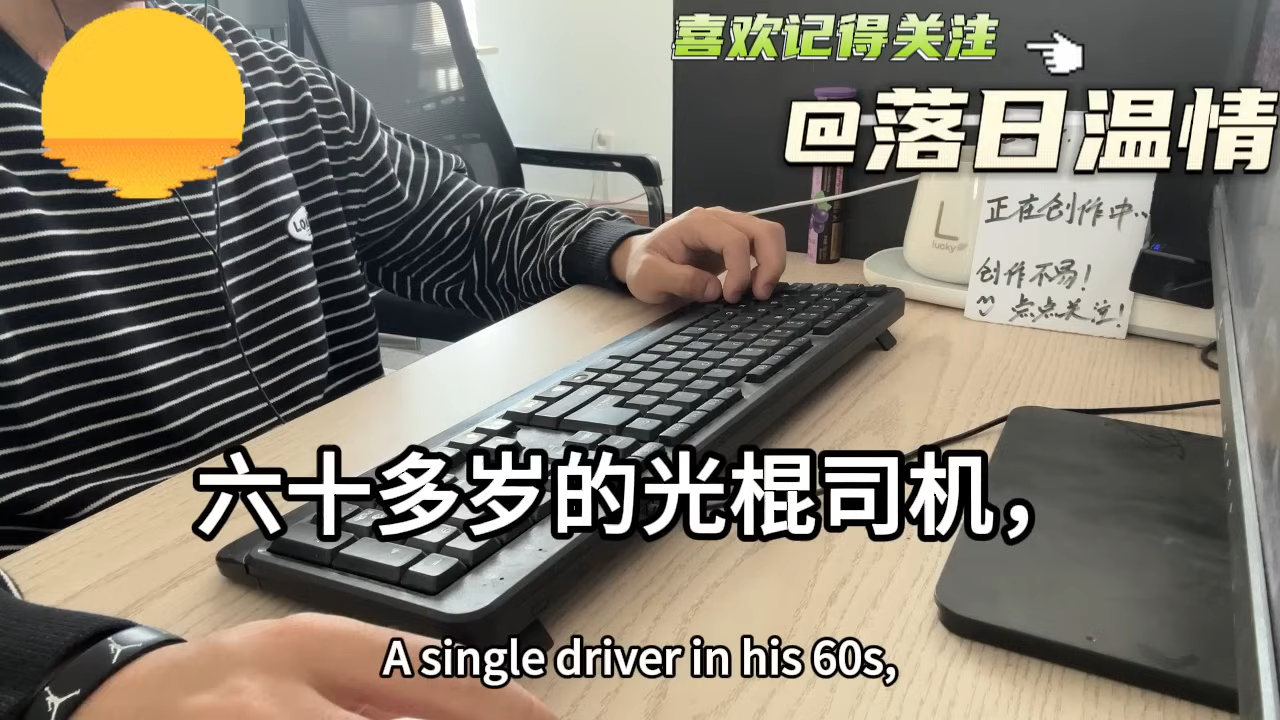 喜欢记得关注
@落日温情
正在创作中..
创作不易!
点点关注!
L
lucky
六十多岁的光棍司机,
A single driver in his 60s,